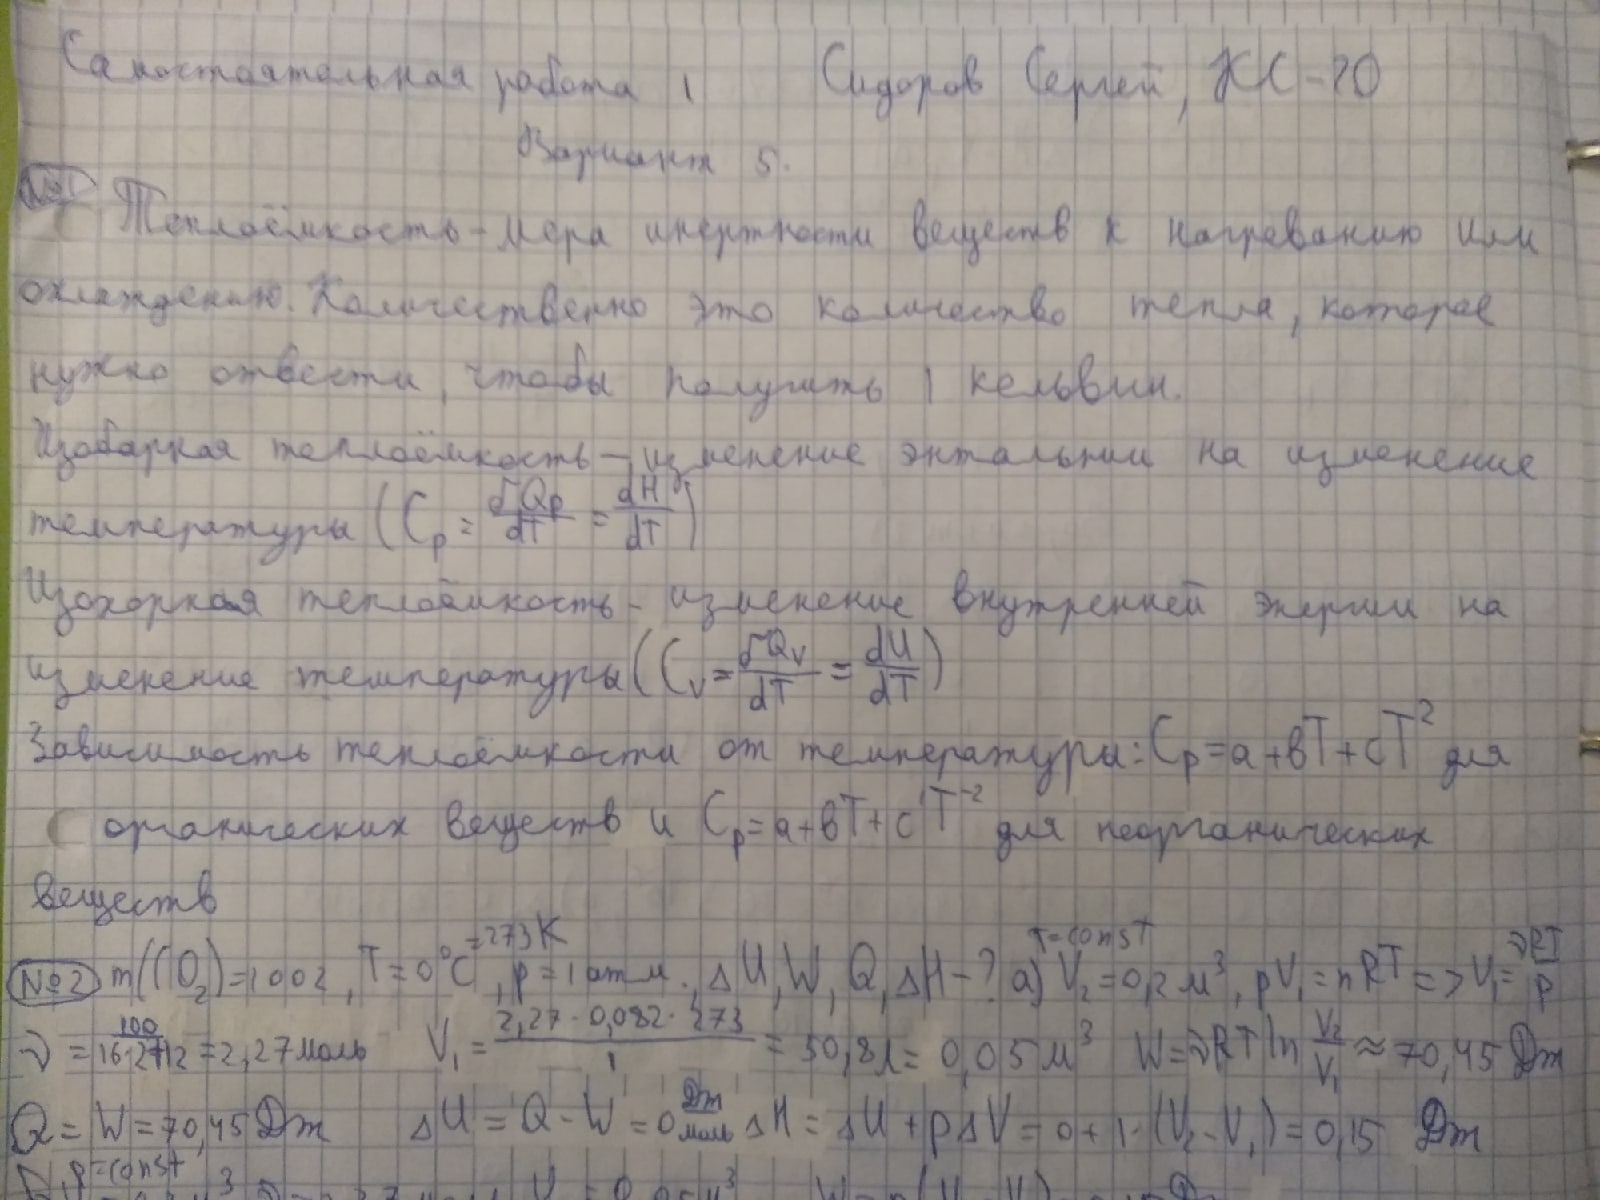 Самостоятельная работа 1 Сидоров Сергей, КС-20
Вариант 5.
№1 Теплоёмкость - мера инертности веществ к нагреванию или
охлаждению. Количественно это количество тепла, которое
нужно отвести, чтобы получить 1 кельвин.
Изобарная теплоёмкость - изменение энтальпии на изменение
температуры (Cp = δQp/dT = dH/dT)
Изохорная теплоёмкость - изменение внутренней энергии на
изменение температуры (Cv = δQv/dT = dU/dT)
Зависимость теплоёмкости от температуры: Cp = a + bT + cT² для
органических веществ и Cp = a + bT + c'T⁻² для неорганических
веществ
№2 m(CO₂) = 100г, T = 0°C = 273K, p = 1 атм., ΔU, W, Q, ΔH - ? а) T = const V₂ = 0,2 м³, pV₁ = nRT => V₁ = νRT/p
ν = 100/16·2+12 = 2,27 моль V₁ = 2,27·0,082·273/1 = 50,8л = 0,05 м³ W = νRT ln V₂/V₁ ≈ 70,45 Дж
Q = W = 70,45 Дж ΔU = Q - W = 0 Дж/моль ΔH = ΔU + pΔV = 0 + 1·(V₂ - V₁) = 0,15 Дж
p = const